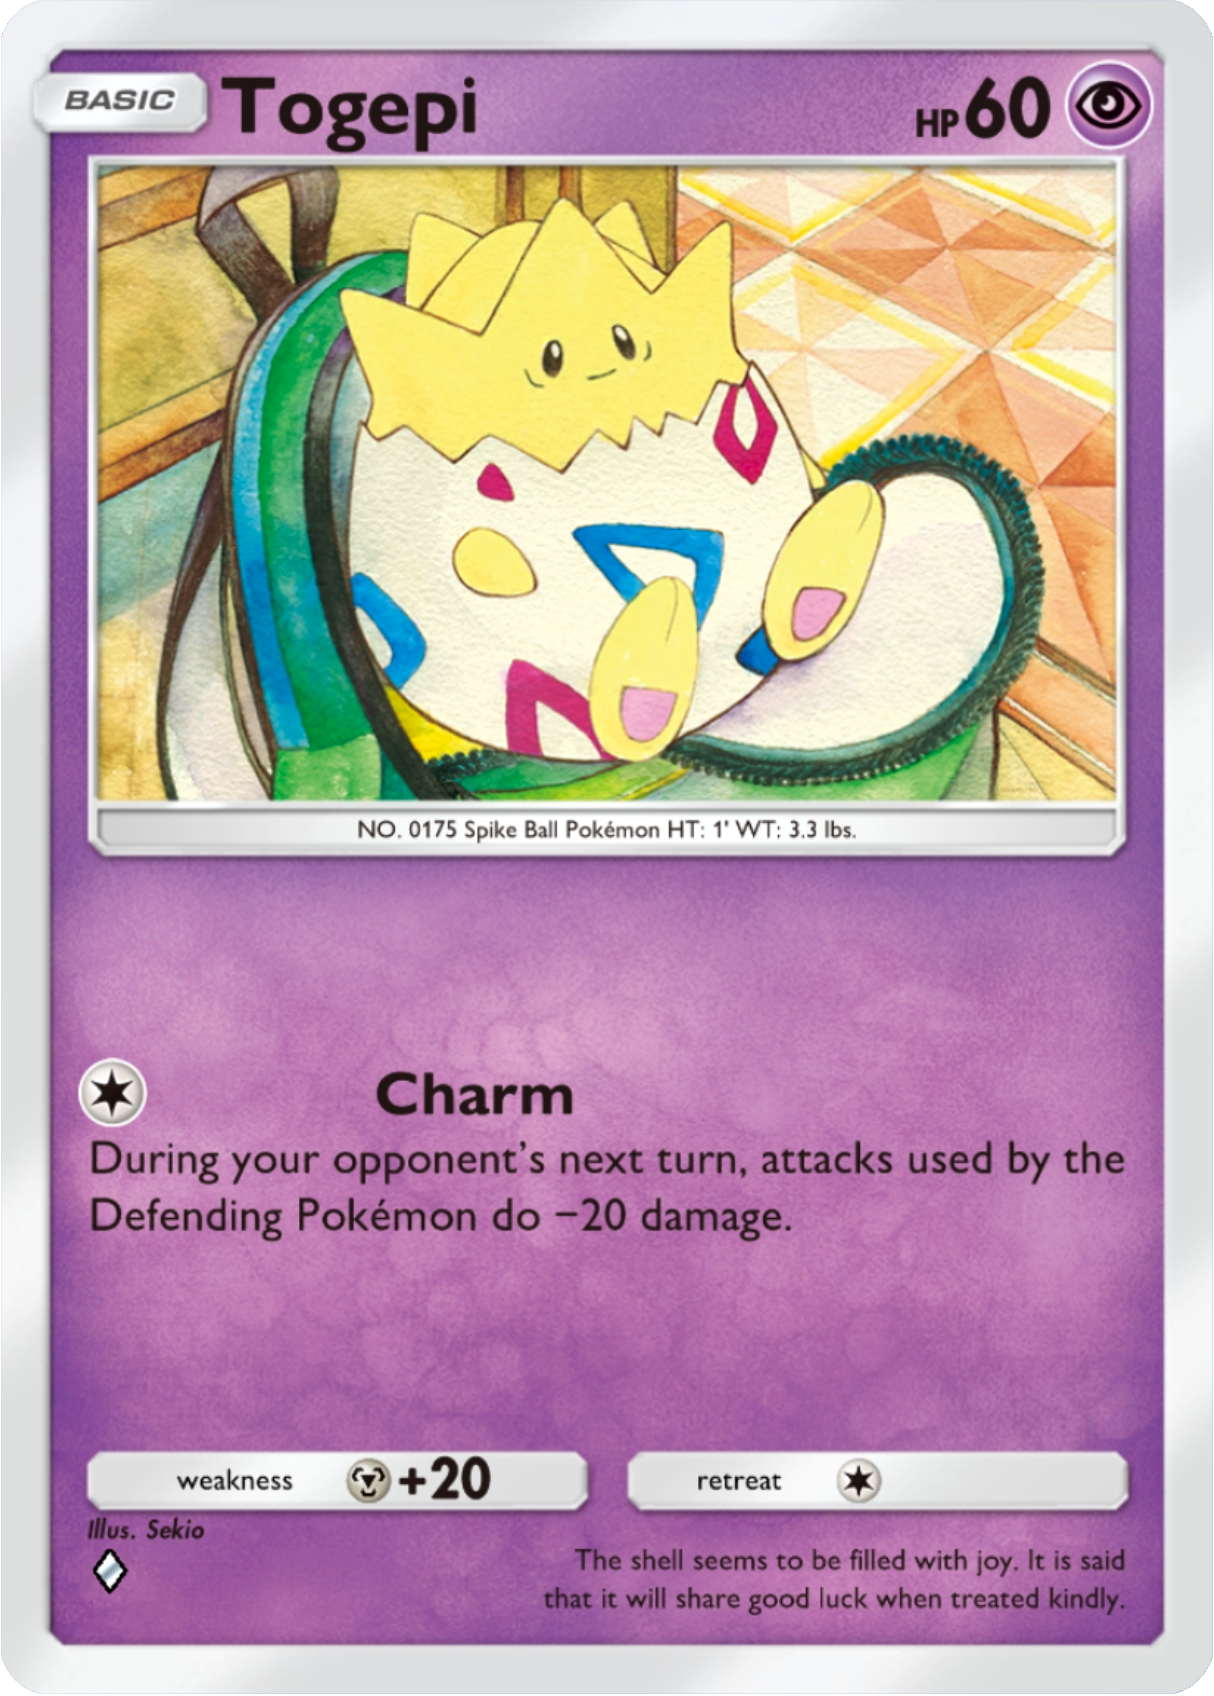 BASIC Togepi HP 60
NO. 0175 Spike Ball Pokémon HT: 1' WT: 3.3 lbs.
Charm
During your opponent's next turn, attacks used by the
Defending Pokémon do −20 damage.
weakness +20 retreat
Illus. Sekio
The shell seems to be filled with joy. It is said
that it will share good luck when treated kindly.